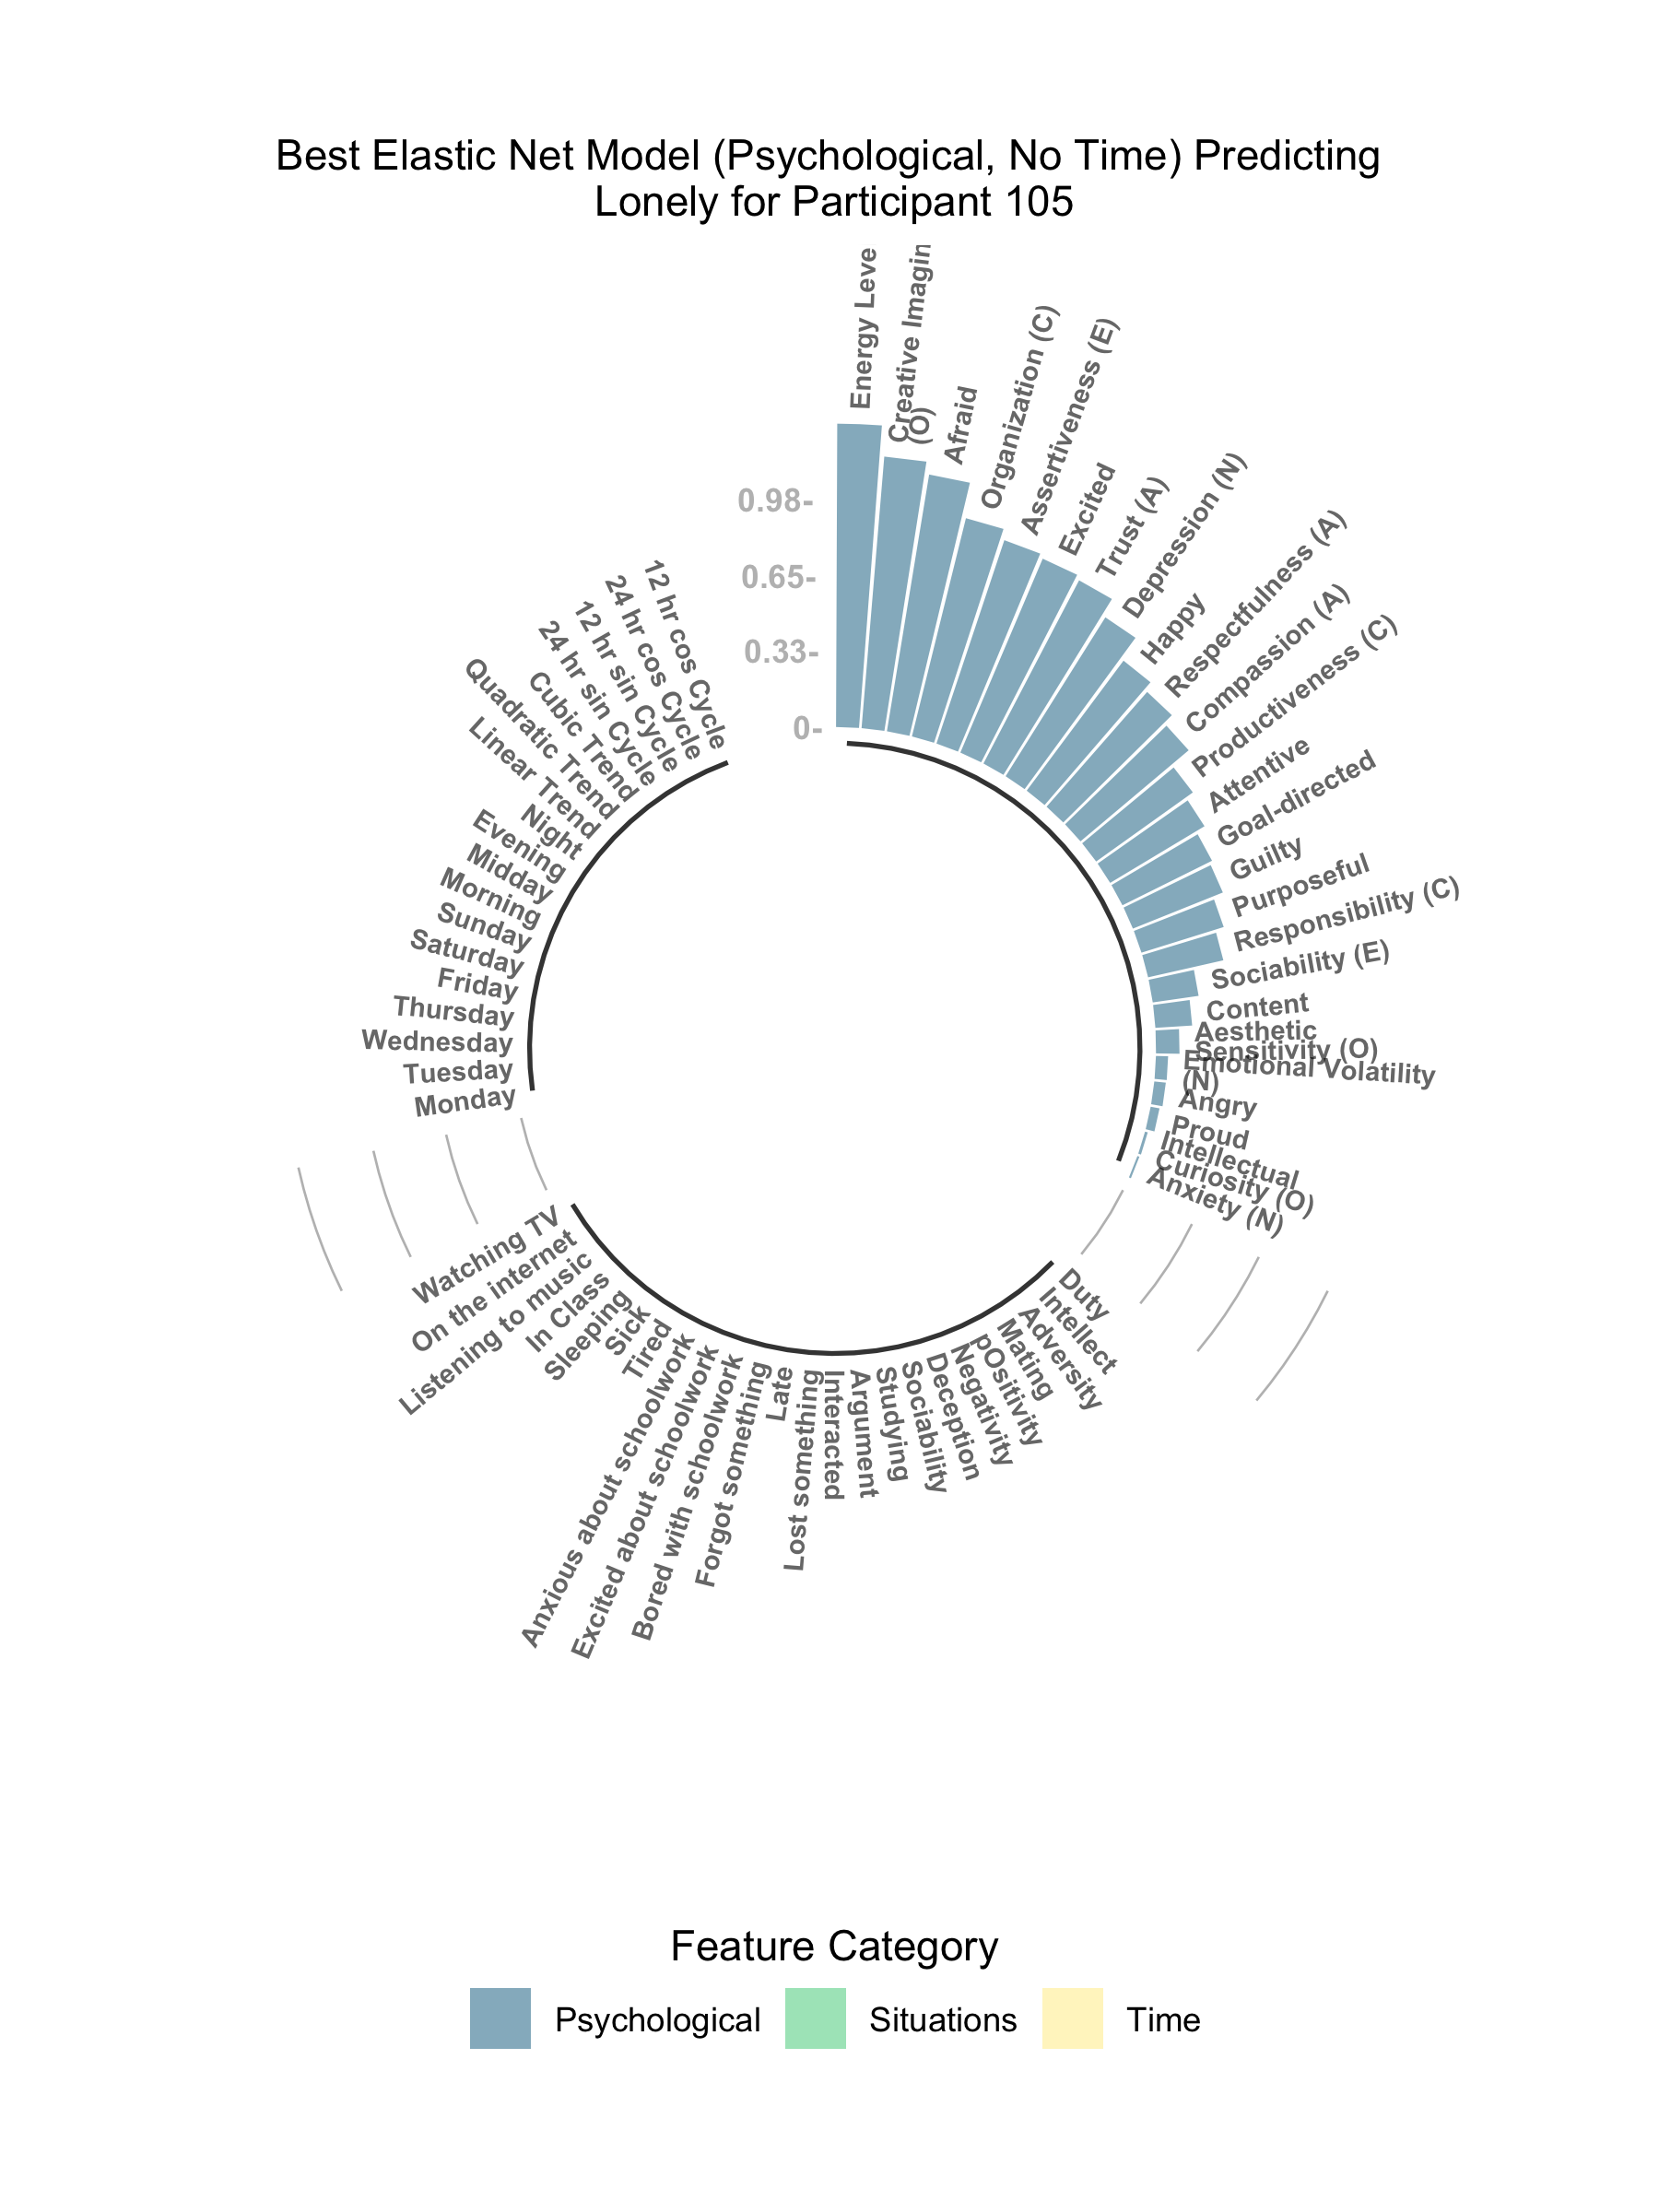 Best Elastic Net Model (Psychological, No Time) Predicting
Lonely for Participant 105
0.98-
0.65-
0.33-
0-
Energy Leve
Creative Imagin
(O)
Afraid
Organization (C)
Assertiveness (E)
Excited
Trust (A)
Depression (N)
Happy
Respectfulness (A)
Compassion (A)
Productiveness (C)
Attentive
Goal-directed
Guilty
Purposeful
Responsibility (C)
Sociability (E)
Content
Aesthetic
Sensitivity (O)
Emotional Volatility
(N)
Angry
Proud
Intellectual
Curiosity (O)
Anxiety (N)
Duty
Intellect
Adversity
Mating
pOsitivity
Negativity
Deception
Sociability
Studying
Argument
Interacted
Lost something
Late
Forgot something
Bored with schoolwork
Excited about schoolwork
Anxious about schoolwork
Tired
Sick
Sleeping
In Class
Listening to music
On the internet
Watching TV
Monday
Tuesday
Wednesday
Thursday
Friday
Saturday
Sunday
Morning
Midday
Evening
Night
Linear Trend
Quadratic Trend
Cubic Trend
24 hr sin Cycle
12 hr sin Cycle
24 hr cos Cycle
12 hr cos Cycle
Feature Category
Psychological
Situations
Time